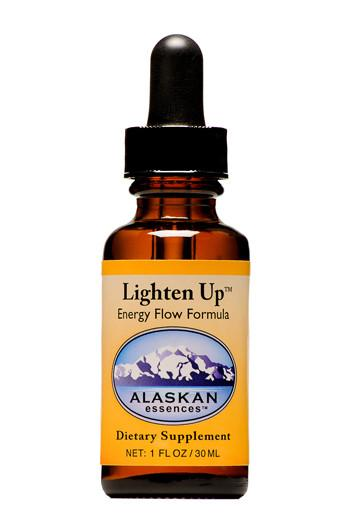 Lighten Up™
Energy Flow Formula
ALASKAN
essences™
Dietary Supplement
NET: 1 FL OZ / 30 ML